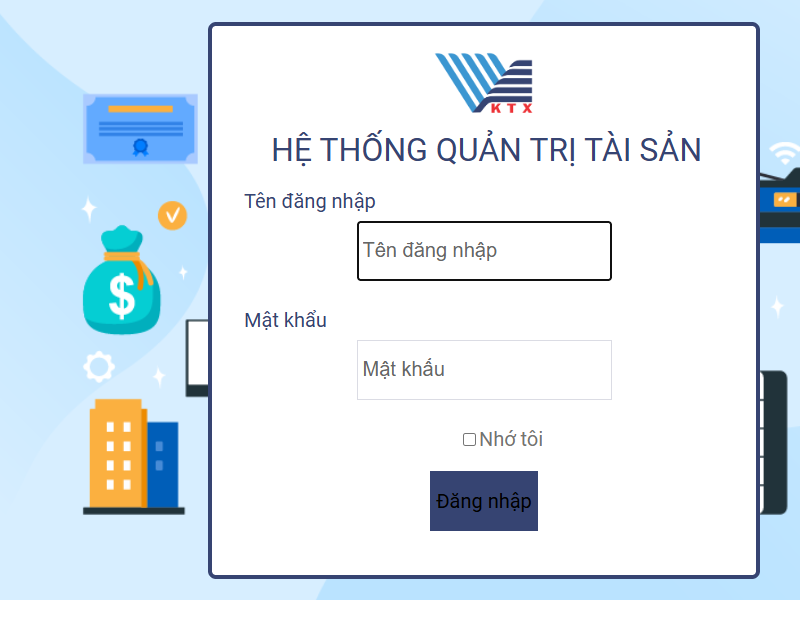 KTX
HỆ THỐNG QUẢN TRỊ TÀI SẢN
Tên đăng nhập
Tên đăng nhập
Mật khẩu
Mật khẩu
Nhớ tôi
Đăng nhập
$